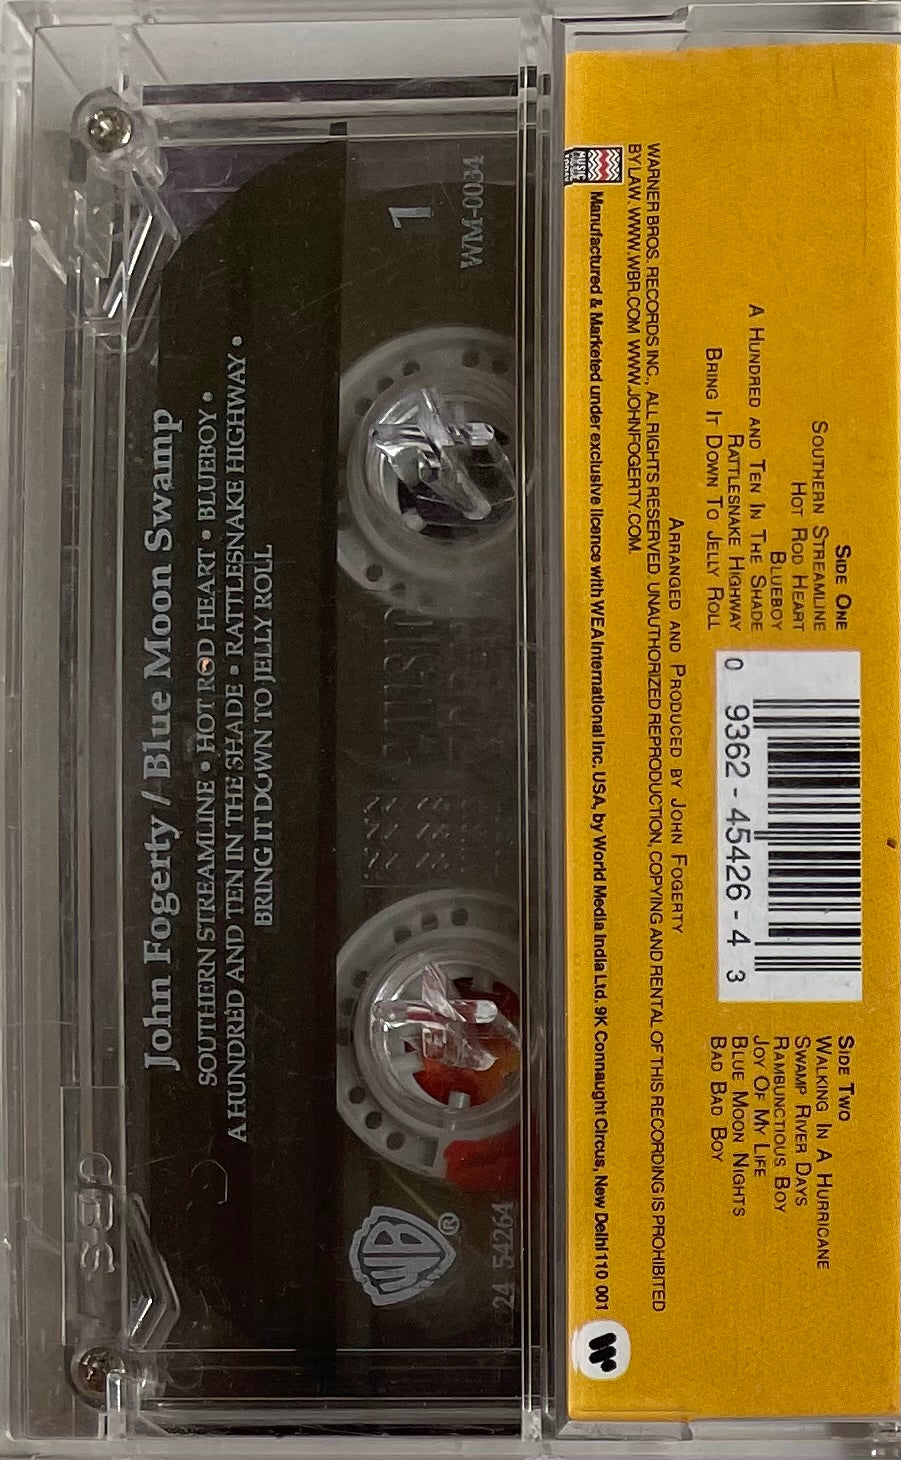 John Fogerty / Blue Moon Swamp
SOUTHERN STREAMLINE • HOT ROD HEART • BLUEBOY •
A HUNDRED AND TEN IN THE SHADE • RATTLESNAKE HIGHWAY •
BRING IT DOWN TO JELLY ROLL
1
WM-0034
WB
®
CBS
SIDE ONE
SOUTHERN STREAMLINE
HOT ROD HEART
BLUEBOY
A HUNDRED AND TEN IN THE SHADE
RATTLESNAKE HIGHWAY
BRING IT DOWN TO JELLY ROLL
0 9362 - 45426 - 4 3
SIDE TWO
WALKING IN A HURRICANE
SWAMP RIVER DAYS
RAMBUNCTIOUS BOY
JOY OF MY LIFE
BLUE MOON NIGHTS
BAD BAD BOY
ARRANGED AND PRODUCED BY JOHN FOGERTY
WARNER BROS. RECORDS INC., ALL RIGHTS RESERVED. UNAUTHORIZED REPRODUCTION, COPYING AND RENTAL OF THIS RECORDING IS PROHIBITED
BY LAW. WWW.WBR.COM WWW.JOHNFOGERTY.COM
MUSIC TODAY
Manufactured & Marketed under exclusive licence with WEA International Inc. USA, by World Media India Ltd. 9K Connaught Circus, New Delhi 110 001